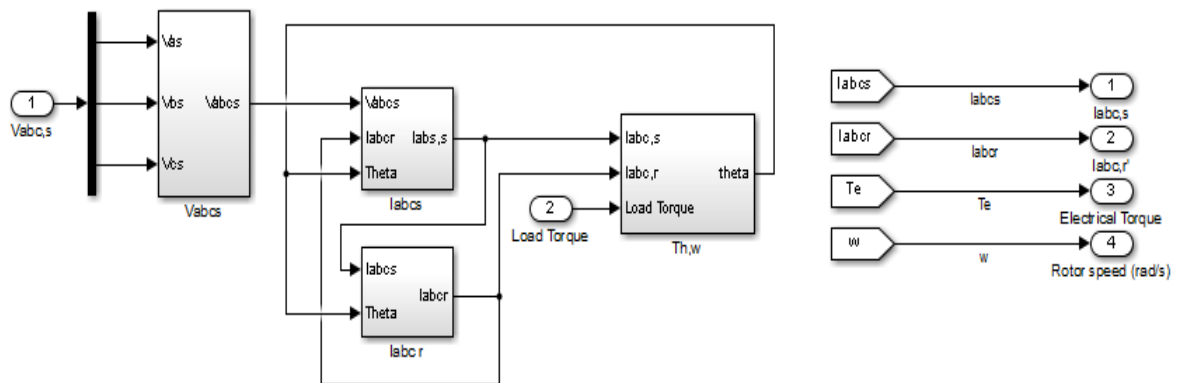 1
Vabc,s
Vas
Vbs
Vcs
Vabcs
Vabcs
Vabcs
Iabcr
Theta
Iabs,s
Iabcs
Iabcs
Theta
Iabcr
Iabc r
2
Load Torque
Iabc,s
Iabc,r
Load Torque
theta
Th,w
Iabcs
Iabcs
1
Iabc,s
Iabcr
Iabcr
2
Iabc,r'
Te
Te
3
Electrical Torque
w
w
4
Rotor speed (rad/s)